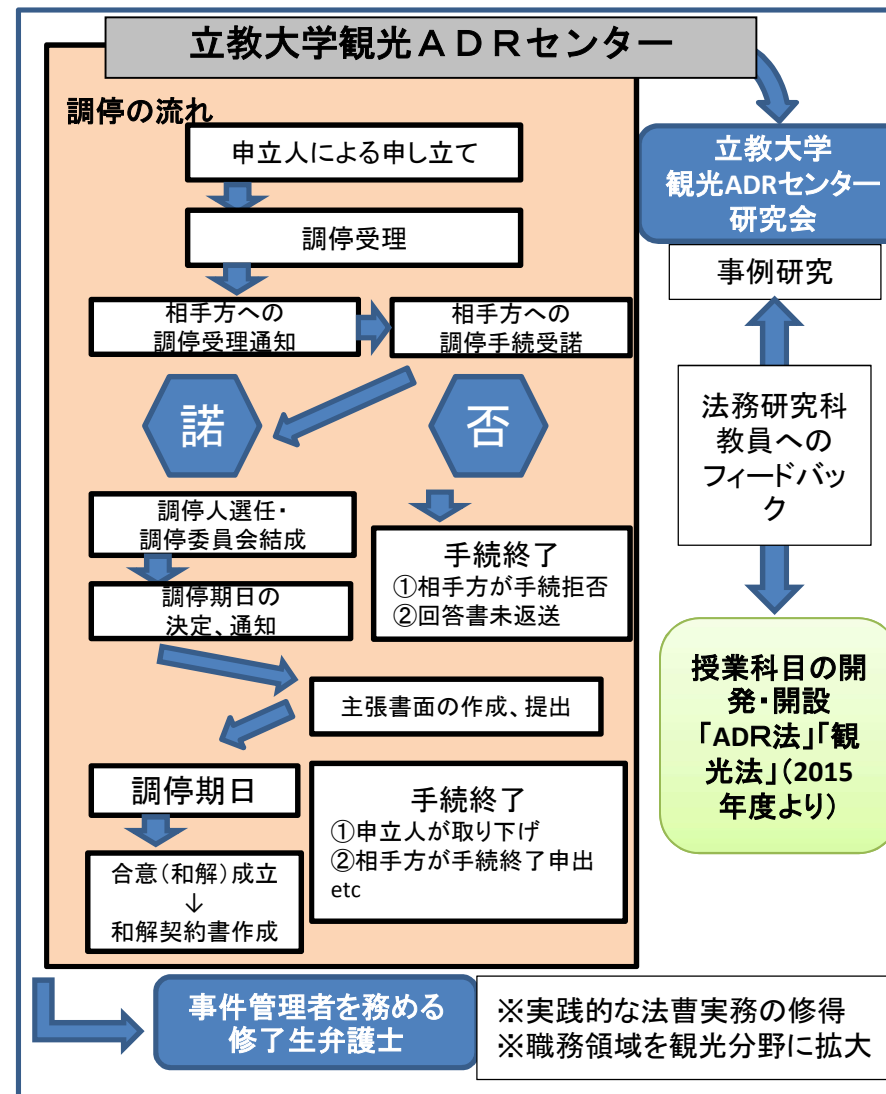 立教大学観光ＡＤＲセンター
調停の流れ
申立人による申し立て
調停受理
相手方への
調停受理通知
相手方への
調停手続受諾
諾
否
調停人選任・
調停委員会結成
手続終了
①相手方が手続拒否
②回答書未返送
調停期日の
決定、通知
主張書面の作成、提出
調停期日
手続終了
①申立人が取り下げ
②相手方が手続終了申出
etc
合意（和解）成立
↓
和解契約書作成
立教大学
観光ADRセンター
研究会
事例研究
法務研究科
教員への
フィードバッ
ク
授業科目の開
発・開設
「ADR法」「観
光法」（2015
年度より）
事件管理者を務める
修了生弁護士
※実践的な法曹実務の修得
※職務領域を観光分野に拡大